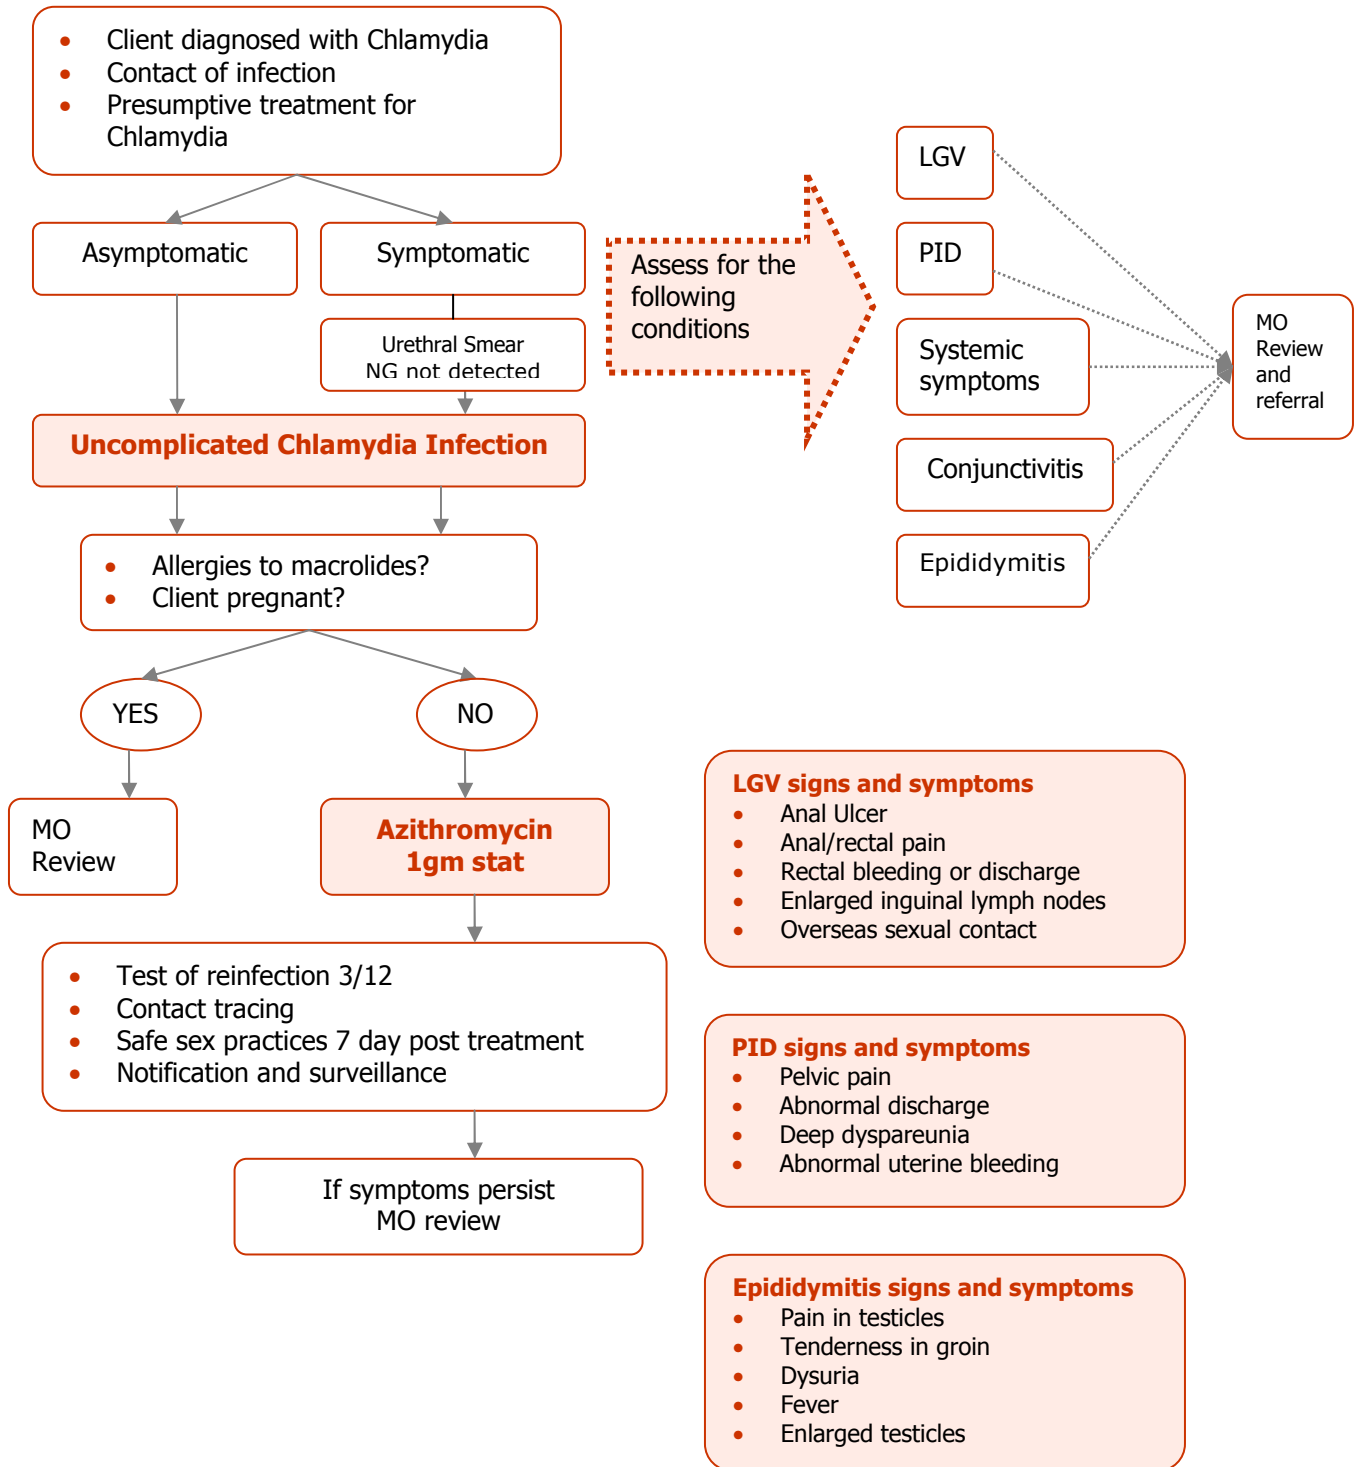 • Client diagnosed with Chlamydia
• Contact of infection
• Presumptive treatment for
Chlamydia
Asymptomatic
Symptomatic
Urethral Smear
NG not detected
Assess for the
following
conditions
LGV
PID
Systemic
symptoms
Conjunctivitis
Epididymitis
MO
Review
and
referral
Uncomplicated Chlamydia Infection
• Allergies to macrolides?
• Client pregnant?
YES
NO
MO
Review
Azithromycin
1gm stat
• Test of reinfection 3/12
• Contact tracing
• Safe sex practices 7 day post treatment
• Notification and surveillance
If symptoms persist
MO review
LGV signs and symptoms
• Anal Ulcer
• Anal/rectal pain
• Rectal bleeding or discharge
• Enlarged inguinal lymph nodes
• Overseas sexual contact
PID signs and symptoms
• Pelvic pain
• Abnormal discharge
• Deep dyspareunia
• Abnormal uterine bleeding
Epididymitis signs and symptoms
• Pain in testicles
• Tenderness in groin
• Dysuria
• Fever
• Enlarged testicles